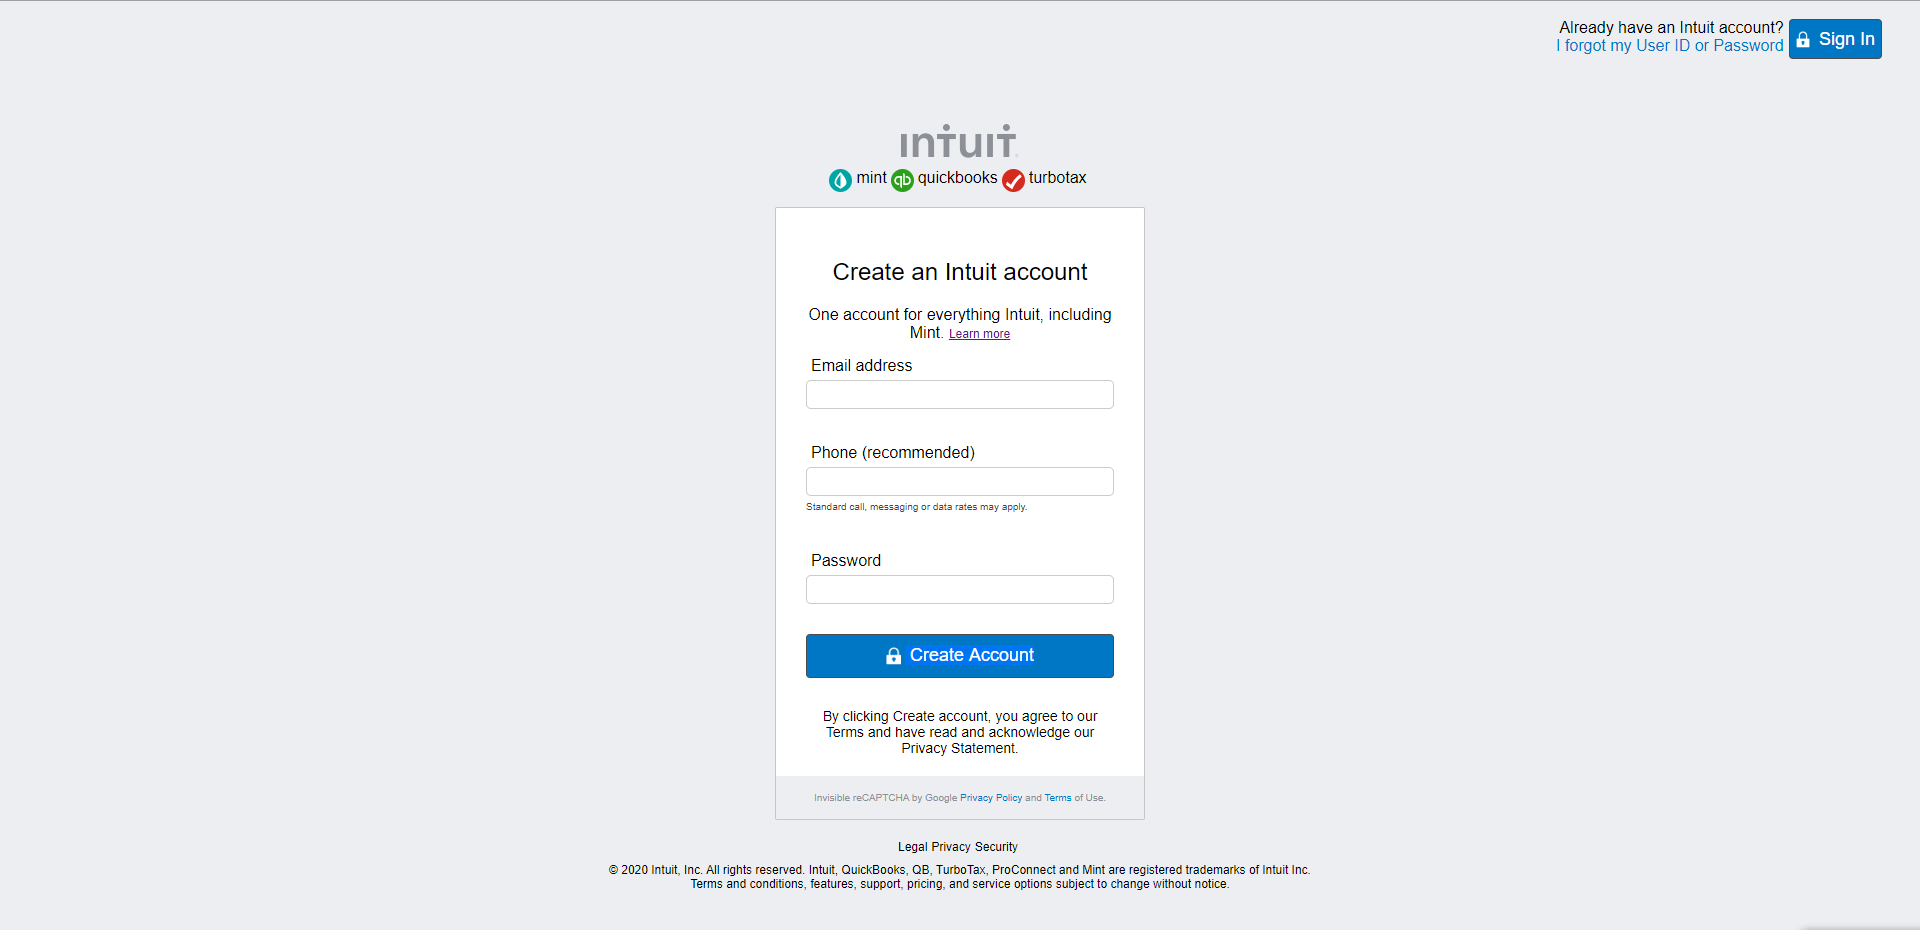 Already have an Intuit account?
I forgot my User ID or Password
Sign In
intuit
mint quickbooks turbotax
Create an Intuit account
One account for everything Intuit, including
Mint. Learn more
Email address
Phone (recommended)
Standard call, messaging or data rates may apply.
Password
Create Account
By clicking Create account, you agree to our
Terms and have read and acknowledge our
Privacy Statement.
Invisible reCAPTCHA by Google Privacy Policy and Terms of Use.
Legal Privacy Security
© 2020 Intuit, Inc. All rights reserved. Intuit, QuickBooks, QB, TurboTax, ProConnect and Mint are registered trademarks of Intuit Inc.
Terms and conditions, features, support, pricing, and service options subject to change without notice.